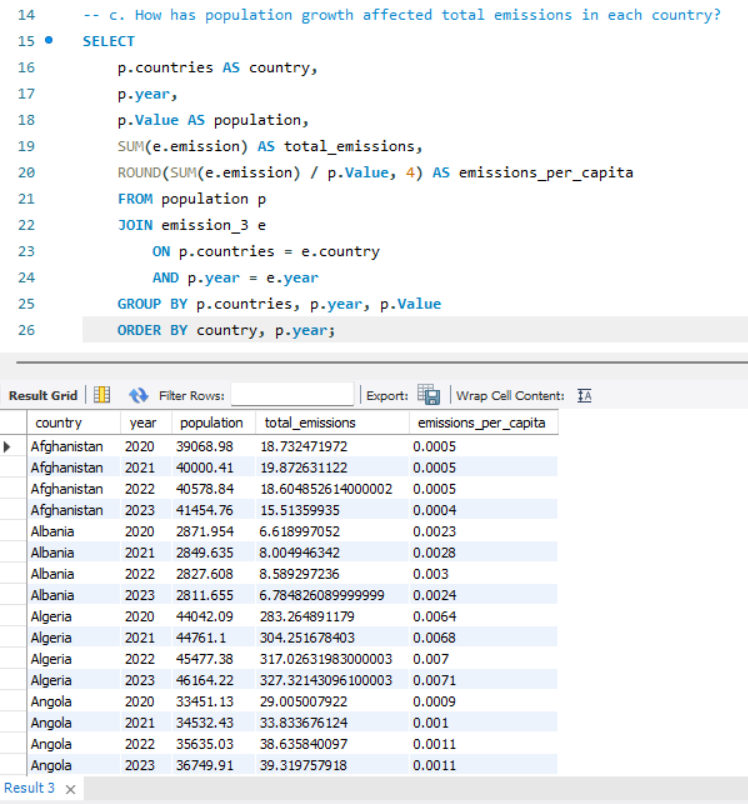 14 -- c. How has population growth affected total emissions in each country?
15 SELECT
16 p.countries AS country,
17 p.year,
18 p.Value AS population,
19 SUM(e.emission) AS total_emissions,
20 ROUND(SUM(e.emission) / p.Value, 4) AS emissions_per_capita
21 FROM population p
22 JOIN emission_3 e
23 ON p.countries = e.country
24 AND p.year = e.year
25 GROUP BY p.countries, p.year, p.Value
26 ORDER BY country, p.year;
Result Grid Filter Rows: Export: Wrap Cell Content:
country year population total_emissions emissions_per_capita
Afghanistan 2020 39068.98 18.732471972 0.0005
Afghanistan 2021 40000.41 19.872631122 0.0005
Afghanistan 2022 40578.84 18.604852614000002 0.0005
Afghanistan 2023 41454.76 15.51359935 0.0004
Albania 2020 2871.954 6.618997052 0.0023
Albania 2021 2849.635 8.004946342 0.0028
Albania 2022 2827.608 8.589297236 0.003
Albania 2023 2811.655 6.784826089999999 0.0024
Algeria 2020 44042.09 283.264891179 0.0064
Algeria 2021 44761.1 304.251678403 0.0068
Algeria 2022 45477.38 317.02631983000003 0.007
Algeria 2023 46164.22 327.32143096100003 0.0071
Angola 2020 33451.13 29.005007922 0.0009
Angola 2021 34532.43 33.833676124 0.001
Angola 2022 35635.03 38.635840097 0.0011
Angola 2023 36749.91 39.319757918 0.0011
Result 3